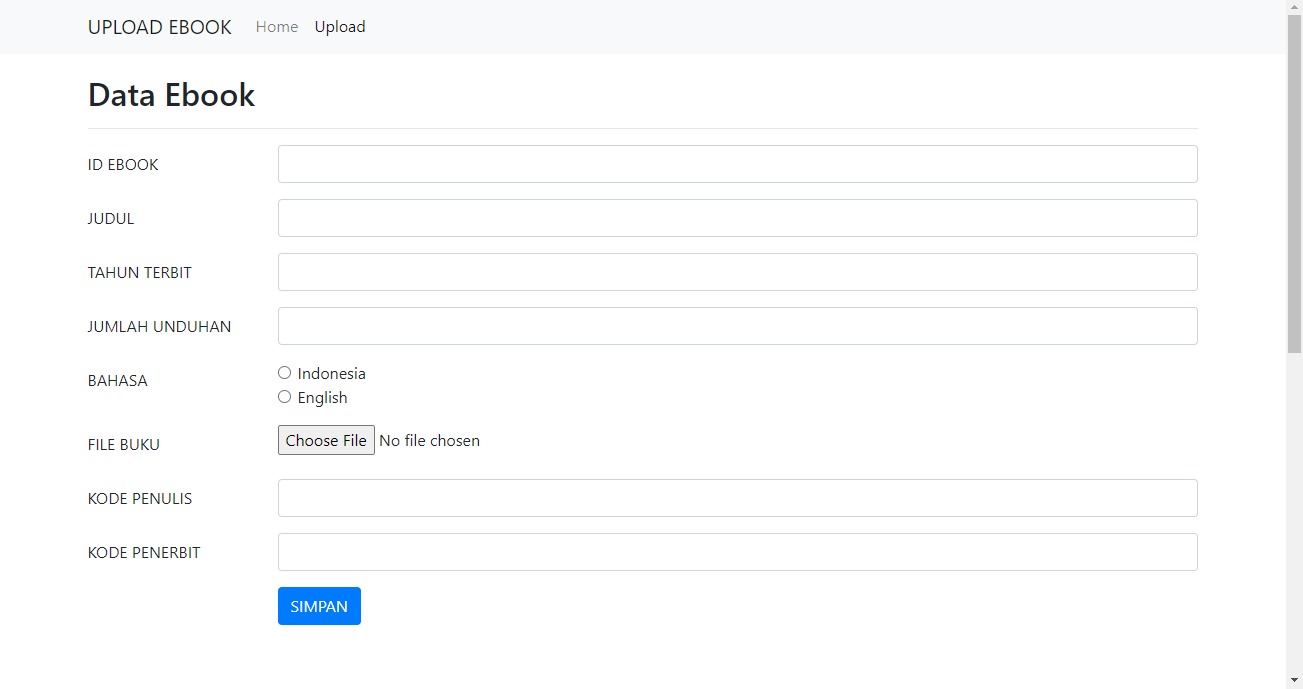 UPLOAD EBOOK Home Upload
Data Ebook
ID EBOOK
JUDUL
TAHUN TERBIT
JUMLAH UNDUHAN
BAHASA
Indonesia
English
FILE BUKU
Choose File No file chosen
KODE PENULIS
KODE PENERBIT
SIMPAN